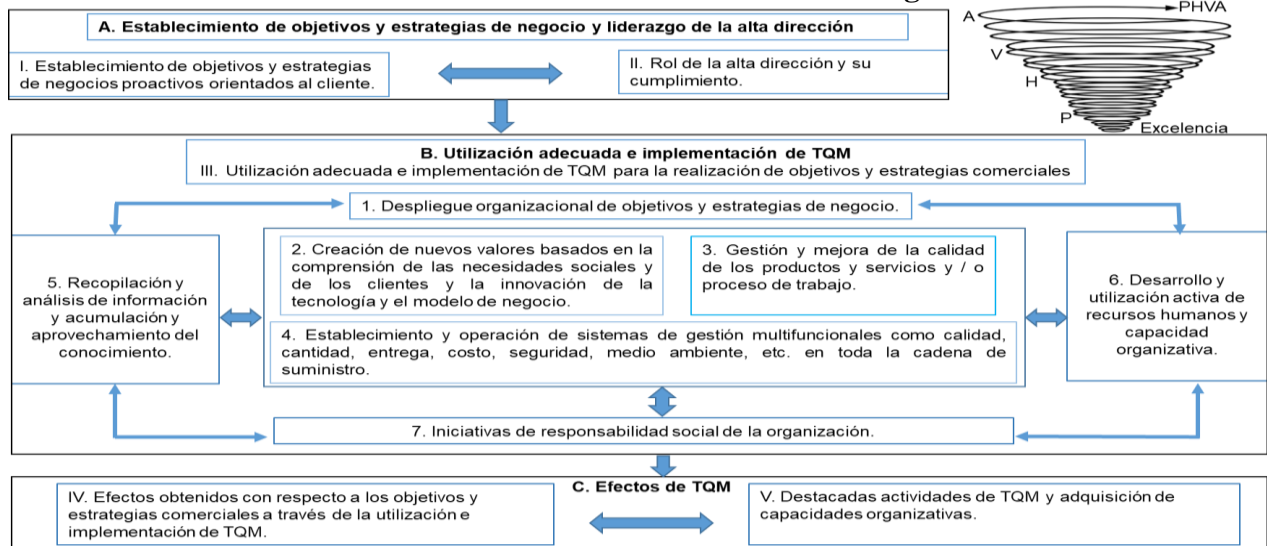 A. Establecimiento de objetivos y estrategias de negocio y liderazgo de la alta dirección
I. Establecimiento de objetivos y estrategias
de negocios proactivos orientados al cliente.
II. Rol de la alta dirección y su
cumplimiento.
PHVA
A
V
H
P
Excelencia
B. Utilización adecuada e implementación de TQM
III. Utilización adecuada e implementación de TQM para la realización de objetivos y estrategias comerciales
1. Despliegue organizacional de objetivos y estrategias de negocio.
2. Creación de nuevos valores basados en la
comprensión de las necesidades sociales y
de los clientes y la innovación de la
tecnología y el modelo de negocio.
3. Gestión y mejora de la calidad
de los productos y servicios y / o
proceso de trabajo.
5. Recopilación y
análisis de información
y acumulación y
aprovechamiento del
conocimiento.
6. Desarrollo y
utilización activa de
recursos humanos y
capacidad
organizativa.
4. Establecimiento y operación de sistemas de gestión multifuncionales como calidad,
cantidad, entrega, costo, seguridad, medio ambiente, etc. en toda la cadena de
suministro.
7. Iniciativas de responsabilidad social de la organización.
C. Efectos de TQM
IV. Efectos obtenidos con respecto a los objetivos y
estrategias comerciales a través de la utilización e
implementación de TQM.
V. Destacadas actividades de TQM y adquisición de
capacidades organizativas.